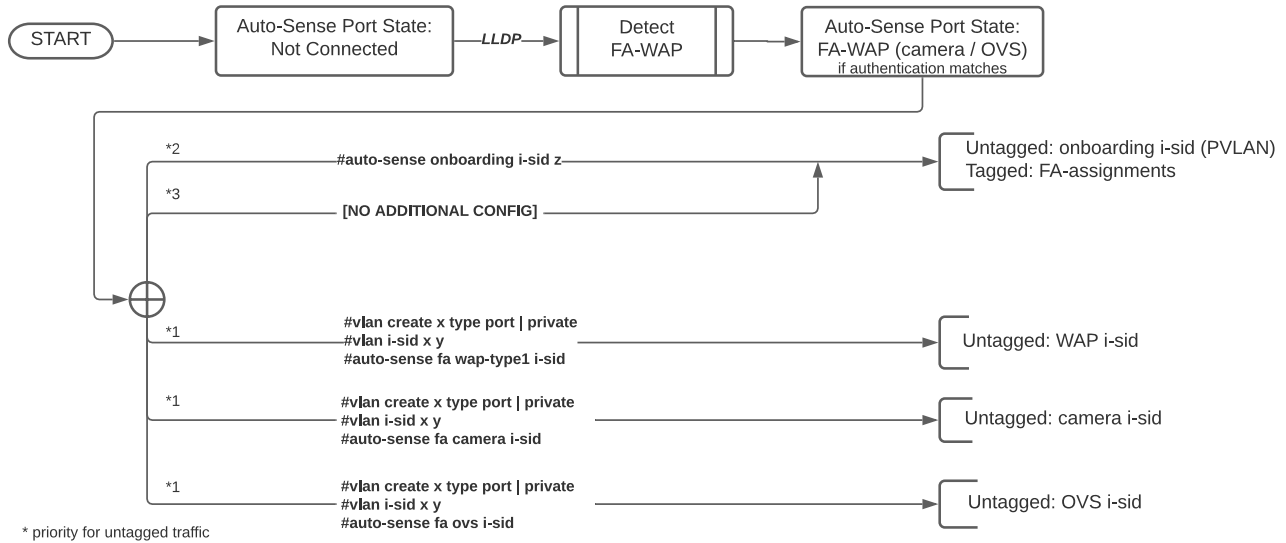 START
Auto-Sense Port State:
Not Connected
LLDP
Detect
FA-WAP
Auto-Sense Port State:
FA-WAP (camera / OVS)
if authentication matches
*2
#auto-sense onboarding i-sid z
Untagged: onboarding i-sid (PVLAN)
Tagged: FA-assignments
*3
[NO ADDITIONAL CONFIG]
*1
#vlan create x type port | private
#vlan i-sid x y
#auto-sense fa wap-type1 i-sid
Untagged: WAP i-sid
*1
#vlan create x type port | private
#vlan i-sid x y
#auto-sense fa camera i-sid
Untagged: camera i-sid
*1
#vlan create x type port | private
#vlan i-sid x y
#auto-sense fa ovs i-sid
Untagged: OVS i-sid
* priority for untagged traffic